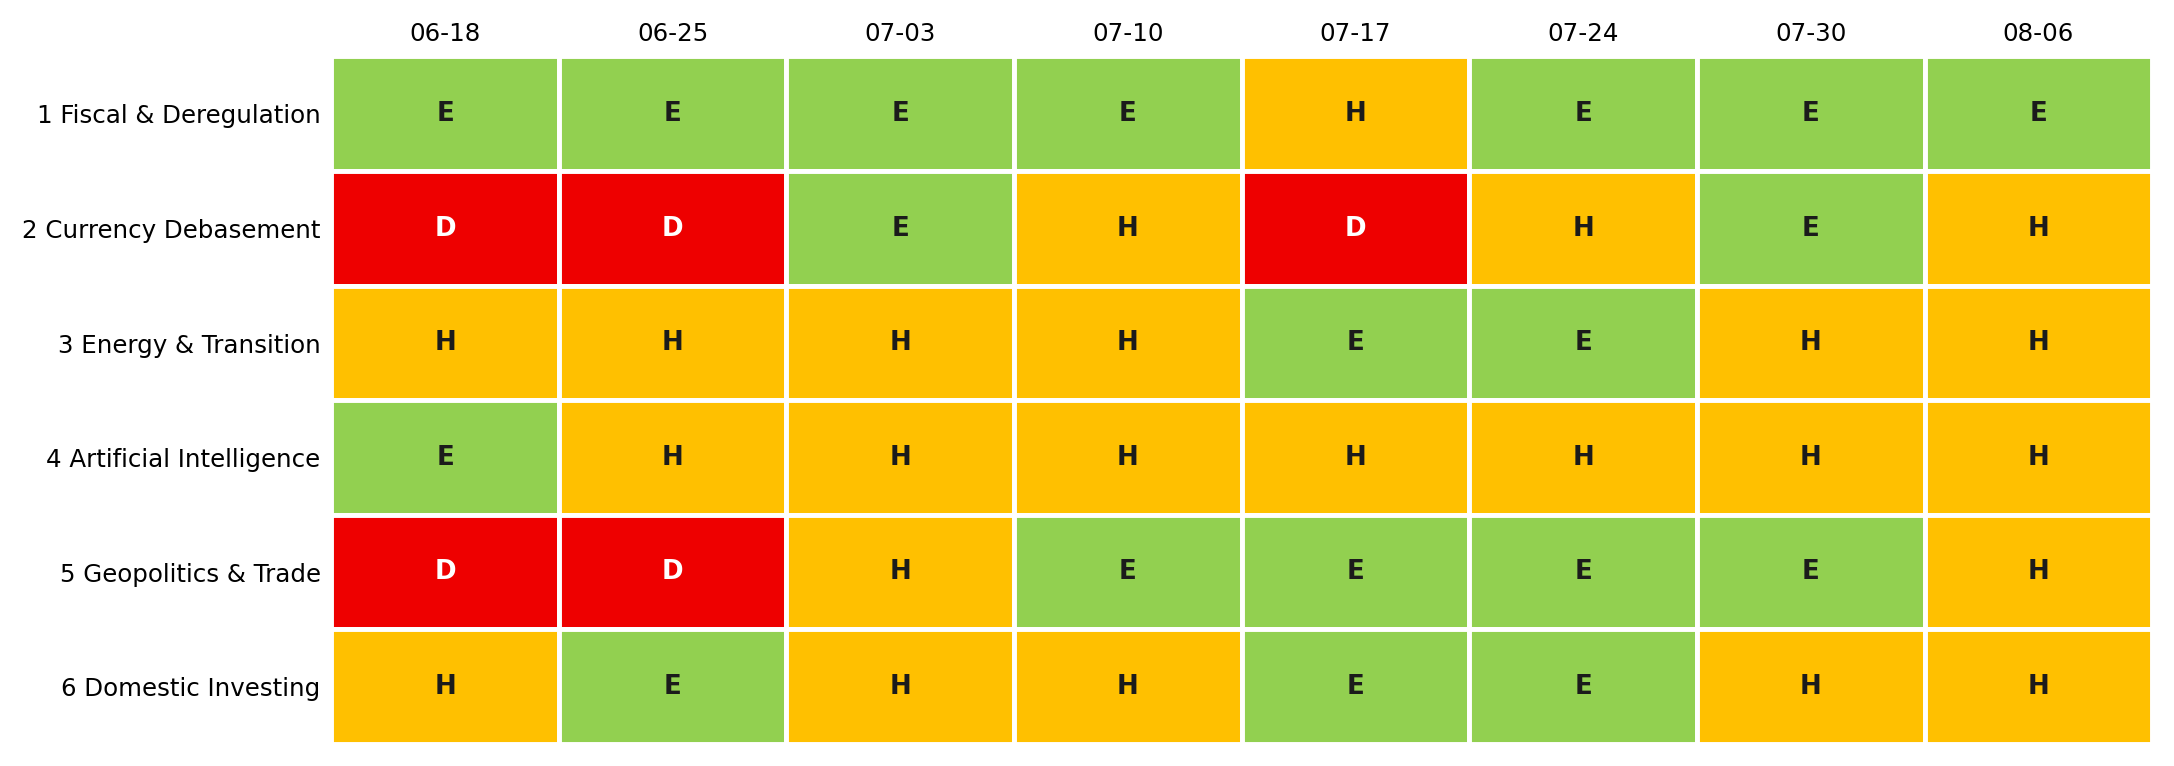 06-18 06-25 07-03 07-10 07-17 07-24 07-30 08-06
1 Fiscal & Deregulation E E E E H E E E
2 Currency Debasement D D E H D H E H
3 Energy & Transition H H H H E E H H
4 Artificial Intelligence E H H H H H H H
5 Geopolitics & Trade D D H E E E E H
6 Domestic Investing H E H H E E H H